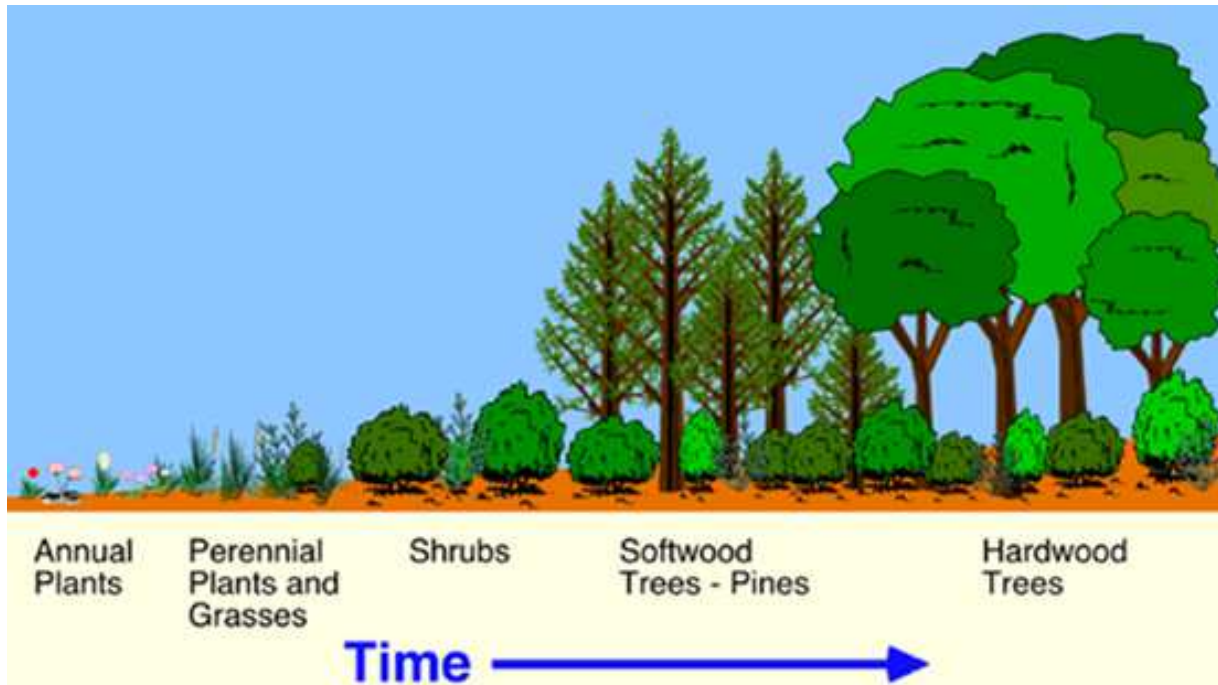 Annual
Plants
Perennial
Plants and
Grasses
Shrubs
Softwood
Trees - Pines
Hardwood
Trees
Time